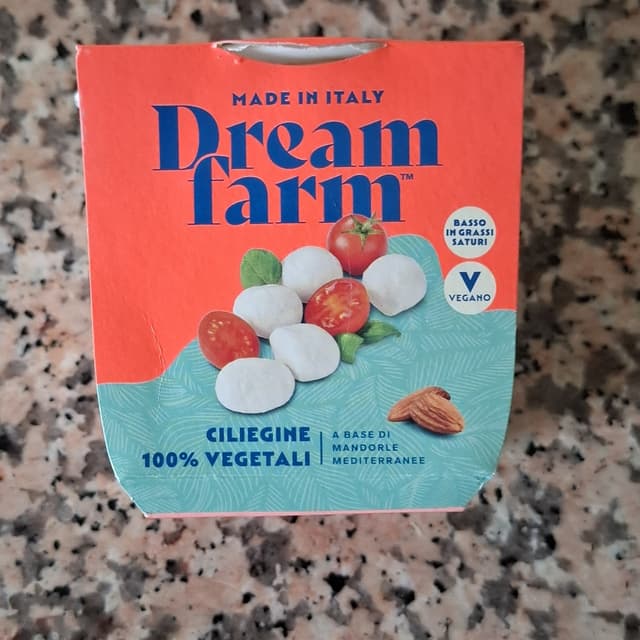 MADE IN ITALY
Dream
farm™
BASSO
IN GRASSI
SATURI
V
VEGANO
CILIEGINE
100% VEGETALI
A BASE DI
MANDORLE
MEDITERRANEE